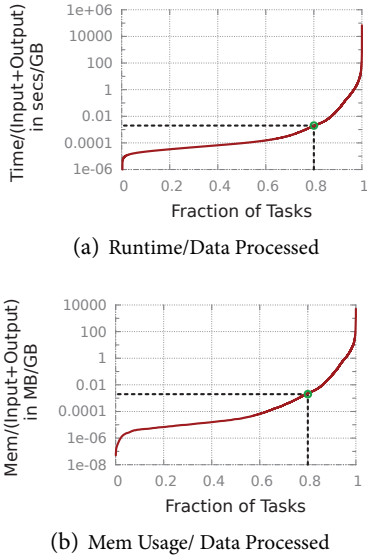 Time/(Input+Output)
in secs/GB
1e+06
10000
100
1
0.01
0.0001
1e-06
0 0.2 0.4 0.6 0.8 1
Fraction of Tasks
(a) Runtime/Data Processed
Mem/(Input+Output)
in MB/GB
10000
100
1
0.01
0.0001
1e-06
1e-08
0 0.2 0.4 0.6 0.8 1
Fraction of Tasks
(b) Mem Usage/ Data Processed